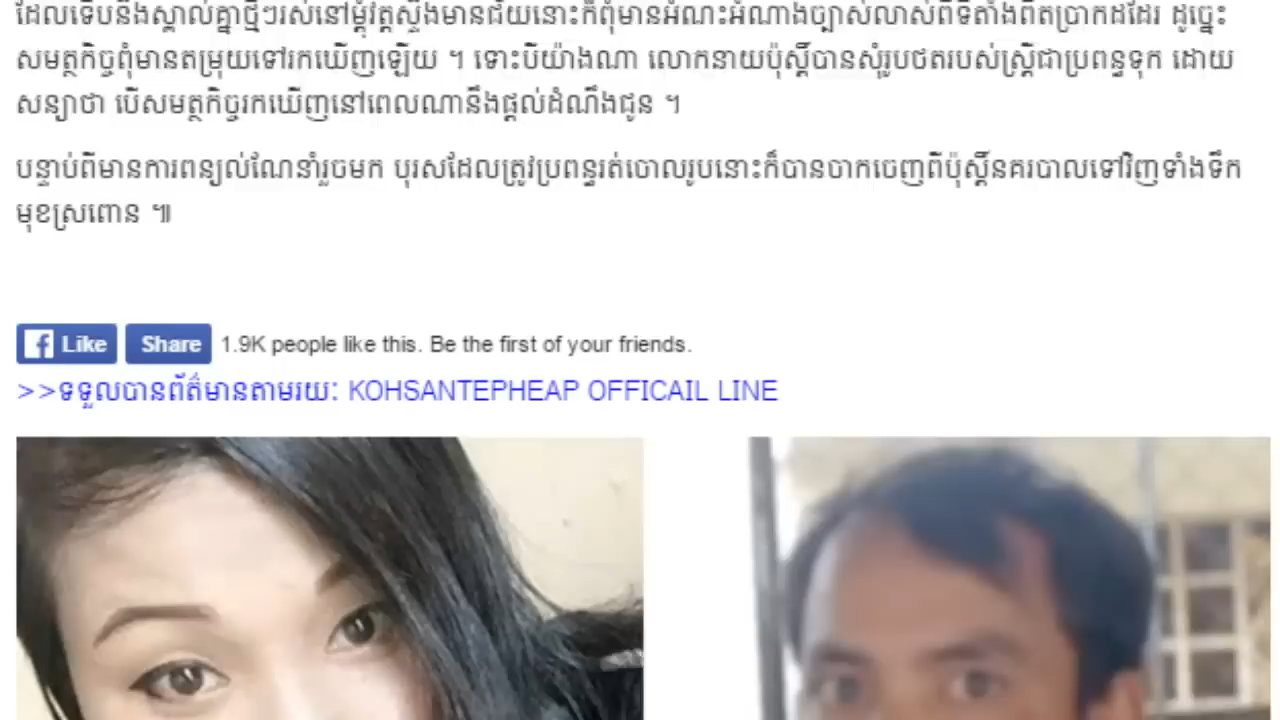 ដែលទើបនឹងស្គាល់គ្នាថ្មីៗរស់នៅម្ដុំវត្តស្ទឹងមានជ័យនោះក៏ពុំមានអំណះអំណាងច្បាស់លាស់ពីទីតាំងពិតប្រាកដដែរ ដូច្នេះ
សមត្ថកិច្ចពុំមានតម្រុយទៅរកឃើញឡើយ ។ ទោះបីយ៉ាងណា លោកនាយប៉ុស្តិ៍បានសុំរូបថតរបស់ស្ត្រីជាប្រពន្ធទុក ដោយ
សន្យាថា បើសមត្ថកិច្ចរកឃើញនៅពេលណានឹងផ្តល់ដំណឹងជូន ។
បន្ទាប់ពីមានការពន្យល់ណែនាំរួចមក បុរសដែលត្រូវប្រពន្ធរត់ចោលរូបនោះក៏បានចាកចេញពីប៉ុស្តិ៍នគរបាលទៅវិញទាំងទឹក
មុខស្រពោន ៕
Like Share 1.9K people like this. Be the first of your friends.
>>ទទួលបានព័ត៌មានតាមរយៈ KOHSANTEPHEAP OFFICAIL LINE